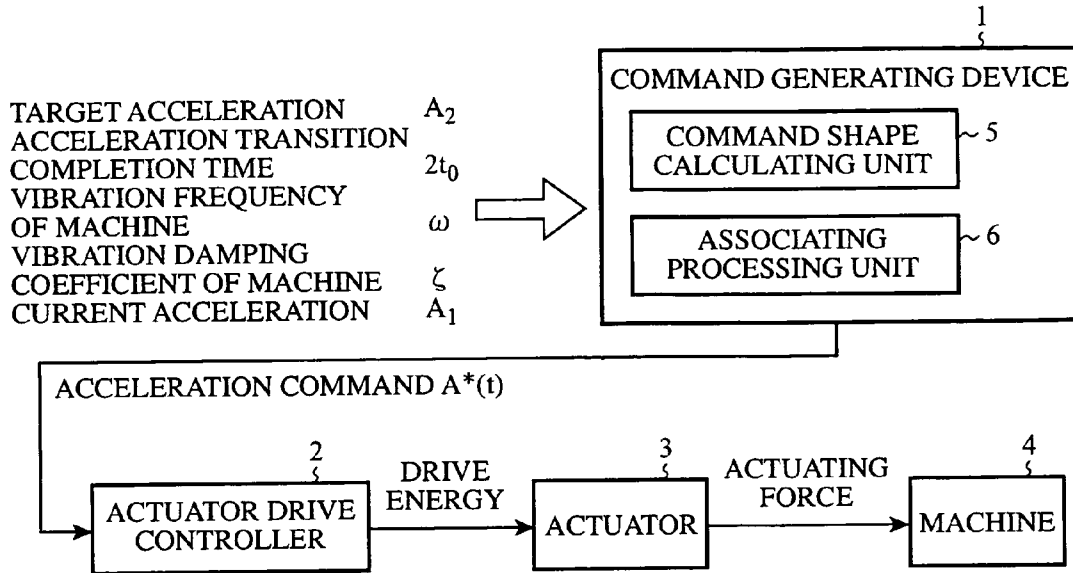 1
COMMAND GENERATING DEVICE
TARGET ACCELERATION A₂
ACCELERATION TRANSITION
COMPLETION TIME 2t₀
VIBRATION FREQUENCY
OF MACHINE ω
VIBRATION DAMPING
COEFFICIENT OF MACHINE ζ
CURRENT ACCELERATION A₁
COMMAND SHAPE
CALCULATING UNIT
5
ASSOCIATING
PROCESSING UNIT
6
ACCELERATION COMMAND A*(t)
2
ACTUATOR DRIVE
CONTROLLER
DRIVE
ENERGY
3
ACTUATOR
ACTUATING
FORCE
4
MACHINE